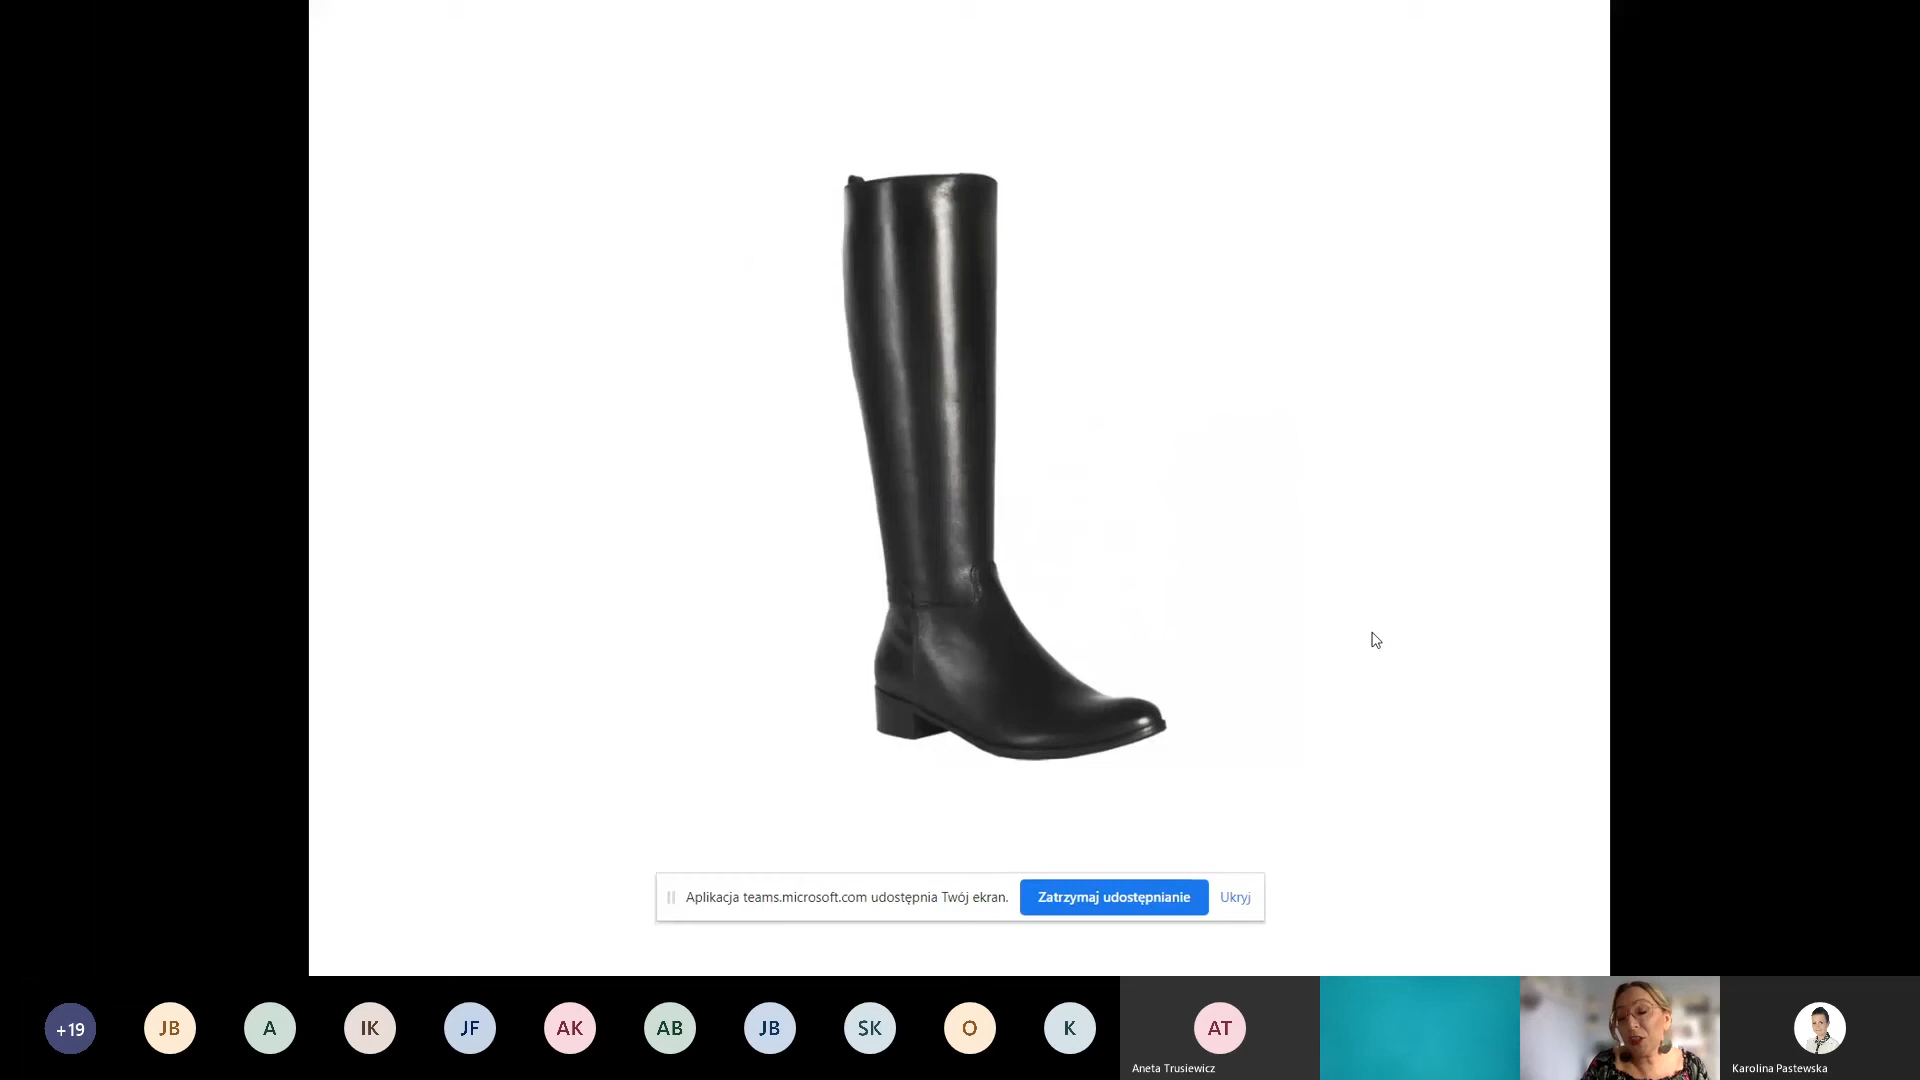 Aplikacja teams.microsoft.com udostępnia Twój ekran.
Zatrzymaj udostępnianie
Ukryj
+19
JB
A
IK
JF
AK
AB
JB
SK
O
K
AT
Aneta Trusiewicz
Karolina Pastewska